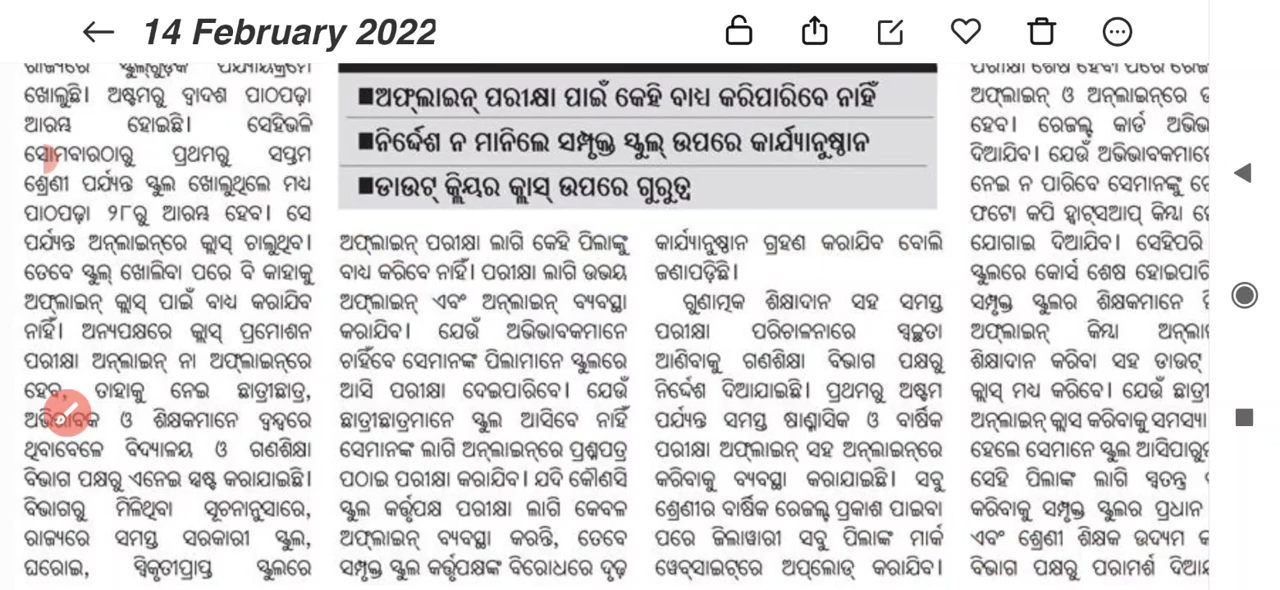 14 February 2022
ରାଜ୍ୟରେ ସ୍କୁଲଗୁଡ଼ିକ ପର୍ଯ୍ୟାୟକ୍ରମେ
ଖୋଲୁଛି। ଅଷ୍ଟମରୁ ଦ୍ୱାଦଶ ପାଠପଢ଼ା
ଆରମ୍ଭ ହୋଇଛି। ସେହିଭଳି
ସୋମବାରଠାରୁ ପ୍ରଥମରୁ ସପ୍ତମ
ଶ୍ରେଣୀ ପର୍ଯ୍ୟନ୍ତ ସ୍କୁଲ ଖୋଲୁଥିଲେ ମଧ୍ୟ
ପାଠପଢ଼ା ୨୮ରୁ ଆରମ୍ଭ ହେବ। ସେ
ପର୍ଯ୍ୟନ୍ତ ଅନ୍‌ଲାଇନ୍‌ରେ କ୍ଲାସ୍ ଚାଲୁଥିବ।
ତେବେ ସ୍କୁଲ୍ ଖୋଲିବା ପରେ ବି କାହାକୁ
ଅଫ୍‌ଲାଇନ୍ କ୍ଲାସ୍ ପାଇଁ ବାଧ୍ୟ କରାଯିବ
ନାହିଁ। ଅନ୍ୟପକ୍ଷରେ କ୍ଲାସ୍ ପ୍ରମୋଶନ
ପରୀକ୍ଷା ଅନ୍‌ଲାଇନ୍ ନା ଅଫ୍‌ଲାଇନ୍‌ରେ
ହେବ, ତାହାକୁ ନେଇ ଛାତ୍ରୀଛାତ୍ର,
ଅଭିଭାବକ ଓ ଶିକ୍ଷକମାନେ ଦ୍ୱନ୍ଦ୍ୱରେ
ଥିବାବେଳେ ବିଦ୍ୟାଳୟ ଓ ଗଣଶିକ୍ଷା
ବିଭାଗ ପକ୍ଷରୁ ଏନେଇ ସ୍ପଷ୍ଟ କରାଯାଇଛି।
ବିଭାଗରୁ ମିଳିଥିବା ସୂଚନାନୁସାରେ,
ରାଜ୍ୟରେ ସମସ୍ତ ସରକାରୀ ସ୍କୁଲ,
ଘରୋଇ, ସ୍ୱିକୃତୀପ୍ରାପ୍ତ ସ୍କୁଲରେ
■ଅଫ୍‌ଲାଇନ୍ ପରୀକ୍ଷା ପାଇଁ କେହି ବାଧ୍ୟ କରିପାରିବେ ନାହିଁ
■ନିର୍ଦ୍ଦେଶ ନ ମାନିଲେ ସମ୍ପୃକ୍ତ ସ୍କୁଲ୍ ଉପରେ କାର୍ଯ୍ୟାନୁଷ୍ଠାନ
■ଡାଉଟ୍ କ୍ଲିୟର କ୍ଲାସ୍ ଉପରେ ଗୁରୁତ୍ୱ
ଅଫ୍‌ଲାଇନ୍ ପରୀକ୍ଷା ଲାଗି କେହି ପିଲାଙ୍କୁ
ବାଧ୍ୟ କରିବେ ନାହିଁ। ପରୀକ୍ଷା ଲାଗି ଉଭୟ
ଅଫ୍‌ଲାଇନ୍ ଏବଂ ଅନ୍‌ଲାଇନ୍ ବ୍ୟବସ୍ଥା
କରାଯିବ। ଯେଉଁ ଅଭିଭାବକମାନେ
ଚାହିଁବେ ସେମାନଙ୍କ ପିଲାମାନେ ସ୍କୁଲରେ
ଆସି ପରୀକ୍ଷା ଦେଇପାରିବେ। ଯେଉଁ
ଛାତ୍ରୀଛାତ୍ରମାନେ ସ୍କୁଲ ଆସିବେ ନାହିଁ
ସେମାନଙ୍କ ଲାଗି ଅନ୍‌ଲାଇନ୍‌ରେ ପ୍ରଶ୍ନପତ୍ର
ପଠାଇ ପରୀକ୍ଷା କରାଯିବ। ଯଦି କୌଣସି
ସ୍କୁଲ କର୍ତ୍ତୃପକ୍ଷ ପରୀକ୍ଷା ଲାଗି କେବଳ
ଅଫ୍‌ଲାଇନ୍ ବ୍ୟବସ୍ଥା କରନ୍ତି, ତେବେ
ସମ୍ପୃକ୍ତ ସ୍କୁଲ କର୍ତ୍ତୃପକ୍ଷଙ୍କ ବିରୋଧରେ ଦୃଢ଼
କାର୍ଯ୍ୟାନୁଷ୍ଠାନ ଗ୍ରହଣ କରାଯିବ ବୋଲି
ଜଣାପଡ଼ିଛି।
ଗୁଣାତ୍ମକ ଶିକ୍ଷାଦାନ ସହ ସମସ୍ତ
ପରୀକ୍ଷା ପରିଚାଳନାରେ ସ୍ୱଚ୍ଛତା
ଆଣିବାକୁ ଗଣଶିକ୍ଷା ବିଭାଗ ପକ୍ଷରୁ
ନିର୍ଦ୍ଦେଶ ଦିଆଯାଇଛି। ପ୍ରଥମରୁ ଅଷ୍ଟମ
ପର୍ଯ୍ୟନ୍ତ ସମସ୍ତ ଷାଣ୍ମାସିକ ଓ ବାର୍ଷିକ
ପରୀକ୍ଷା ଅଫ୍‌ଲାଇନ୍ ସହ ଅନ୍‌ଲାଇନ୍‌ରେ
କରିବାକୁ ବ୍ୟବସ୍ଥା କରାଯାଇଛି। ସବୁ
ଶ୍ରେଣୀର ବାର୍ଷିକ ରେଜଲ୍ଟ ପ୍ରକାଶ ପାଇବା
ପରେ ଜିଲାୱାରୀ ସବୁ ପିଲାଙ୍କ ମାର୍କ
ୱେବ୍‌ସାଇଟ୍‌ରେ ଅପ୍‌ଲୋଡ୍ କରାଯିବ।
ପରୀକ୍ଷା ଶେଷ ହେବା ପରେ
ଅଫ୍‌ଲାଇନ୍ ଓ ଅନ୍‌ଲାଇନ୍‌ରେ
ହେବ। ରେଜଲ୍ଟ କାର୍ଡ
ଦିଆଯିବ। ଯେଉଁ
ନେଇ ନ ପାରିବେ ସେମାନଙ୍କୁ
ଫଟୋ କପି ହ୍ୱାଟ୍‌ସଆପ୍ କିମ୍ବା
ଯୋଗାଇ ଦିଆଯିବ। ସେହିପରି
ସ୍କୁଲରେ କୋର୍ସ ଶେଷ
ସମ୍ପୃକ୍ତ ସ୍କୁଲର ଶିକ୍ଷକମାନେ
ଅଫ୍‌ଲାଇନ୍ କିମ୍ବା
ଶିକ୍ଷାଦାନ କରିବା ସହ ଡାଉଟ୍
କ୍ଲାସ୍ ମଧ୍ୟ କରିବେ। ଯେଉଁ
ଅନ୍‌ଲାଇନ୍ କ୍ଲାସ କରିବାକୁ ସମସ୍ୟା
ହେଲେ ସେମାନେ ସ୍କୁଲ
ସେହି ପିଲାଙ୍କ ଲାଗି ସ୍ୱତନ୍ତ୍ର
କରିବାକୁ ସମ୍ପୃକ୍ତ ସ୍କୁଲର ପ୍ରଧାନ
ଏବଂ ଶ୍ରେଣୀ ଶିକ୍ଷକ ଉଦ୍ୟମ
ବିଭାଗ ପକ୍ଷରୁ ପରାମର୍ଶ